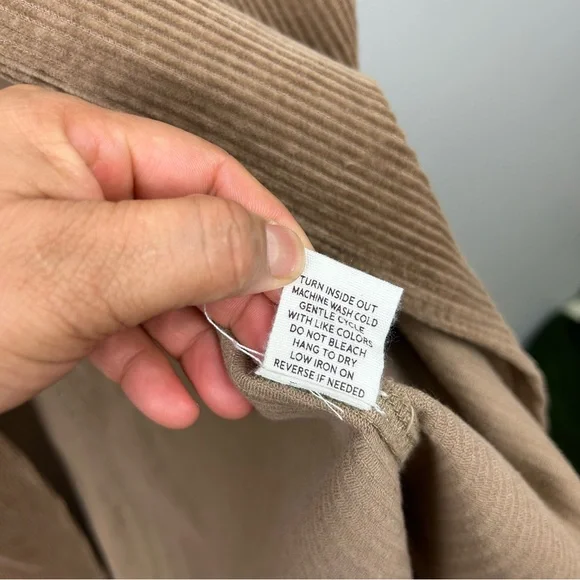 TURN INSIDE OUT
MACHINE WASH COLD
GENTLE CYCLE
WITH LIKE COLORS
DO NOT BLEACH
HANG TO DRY
LOW IRON ON
REVERSE IF NEEDED